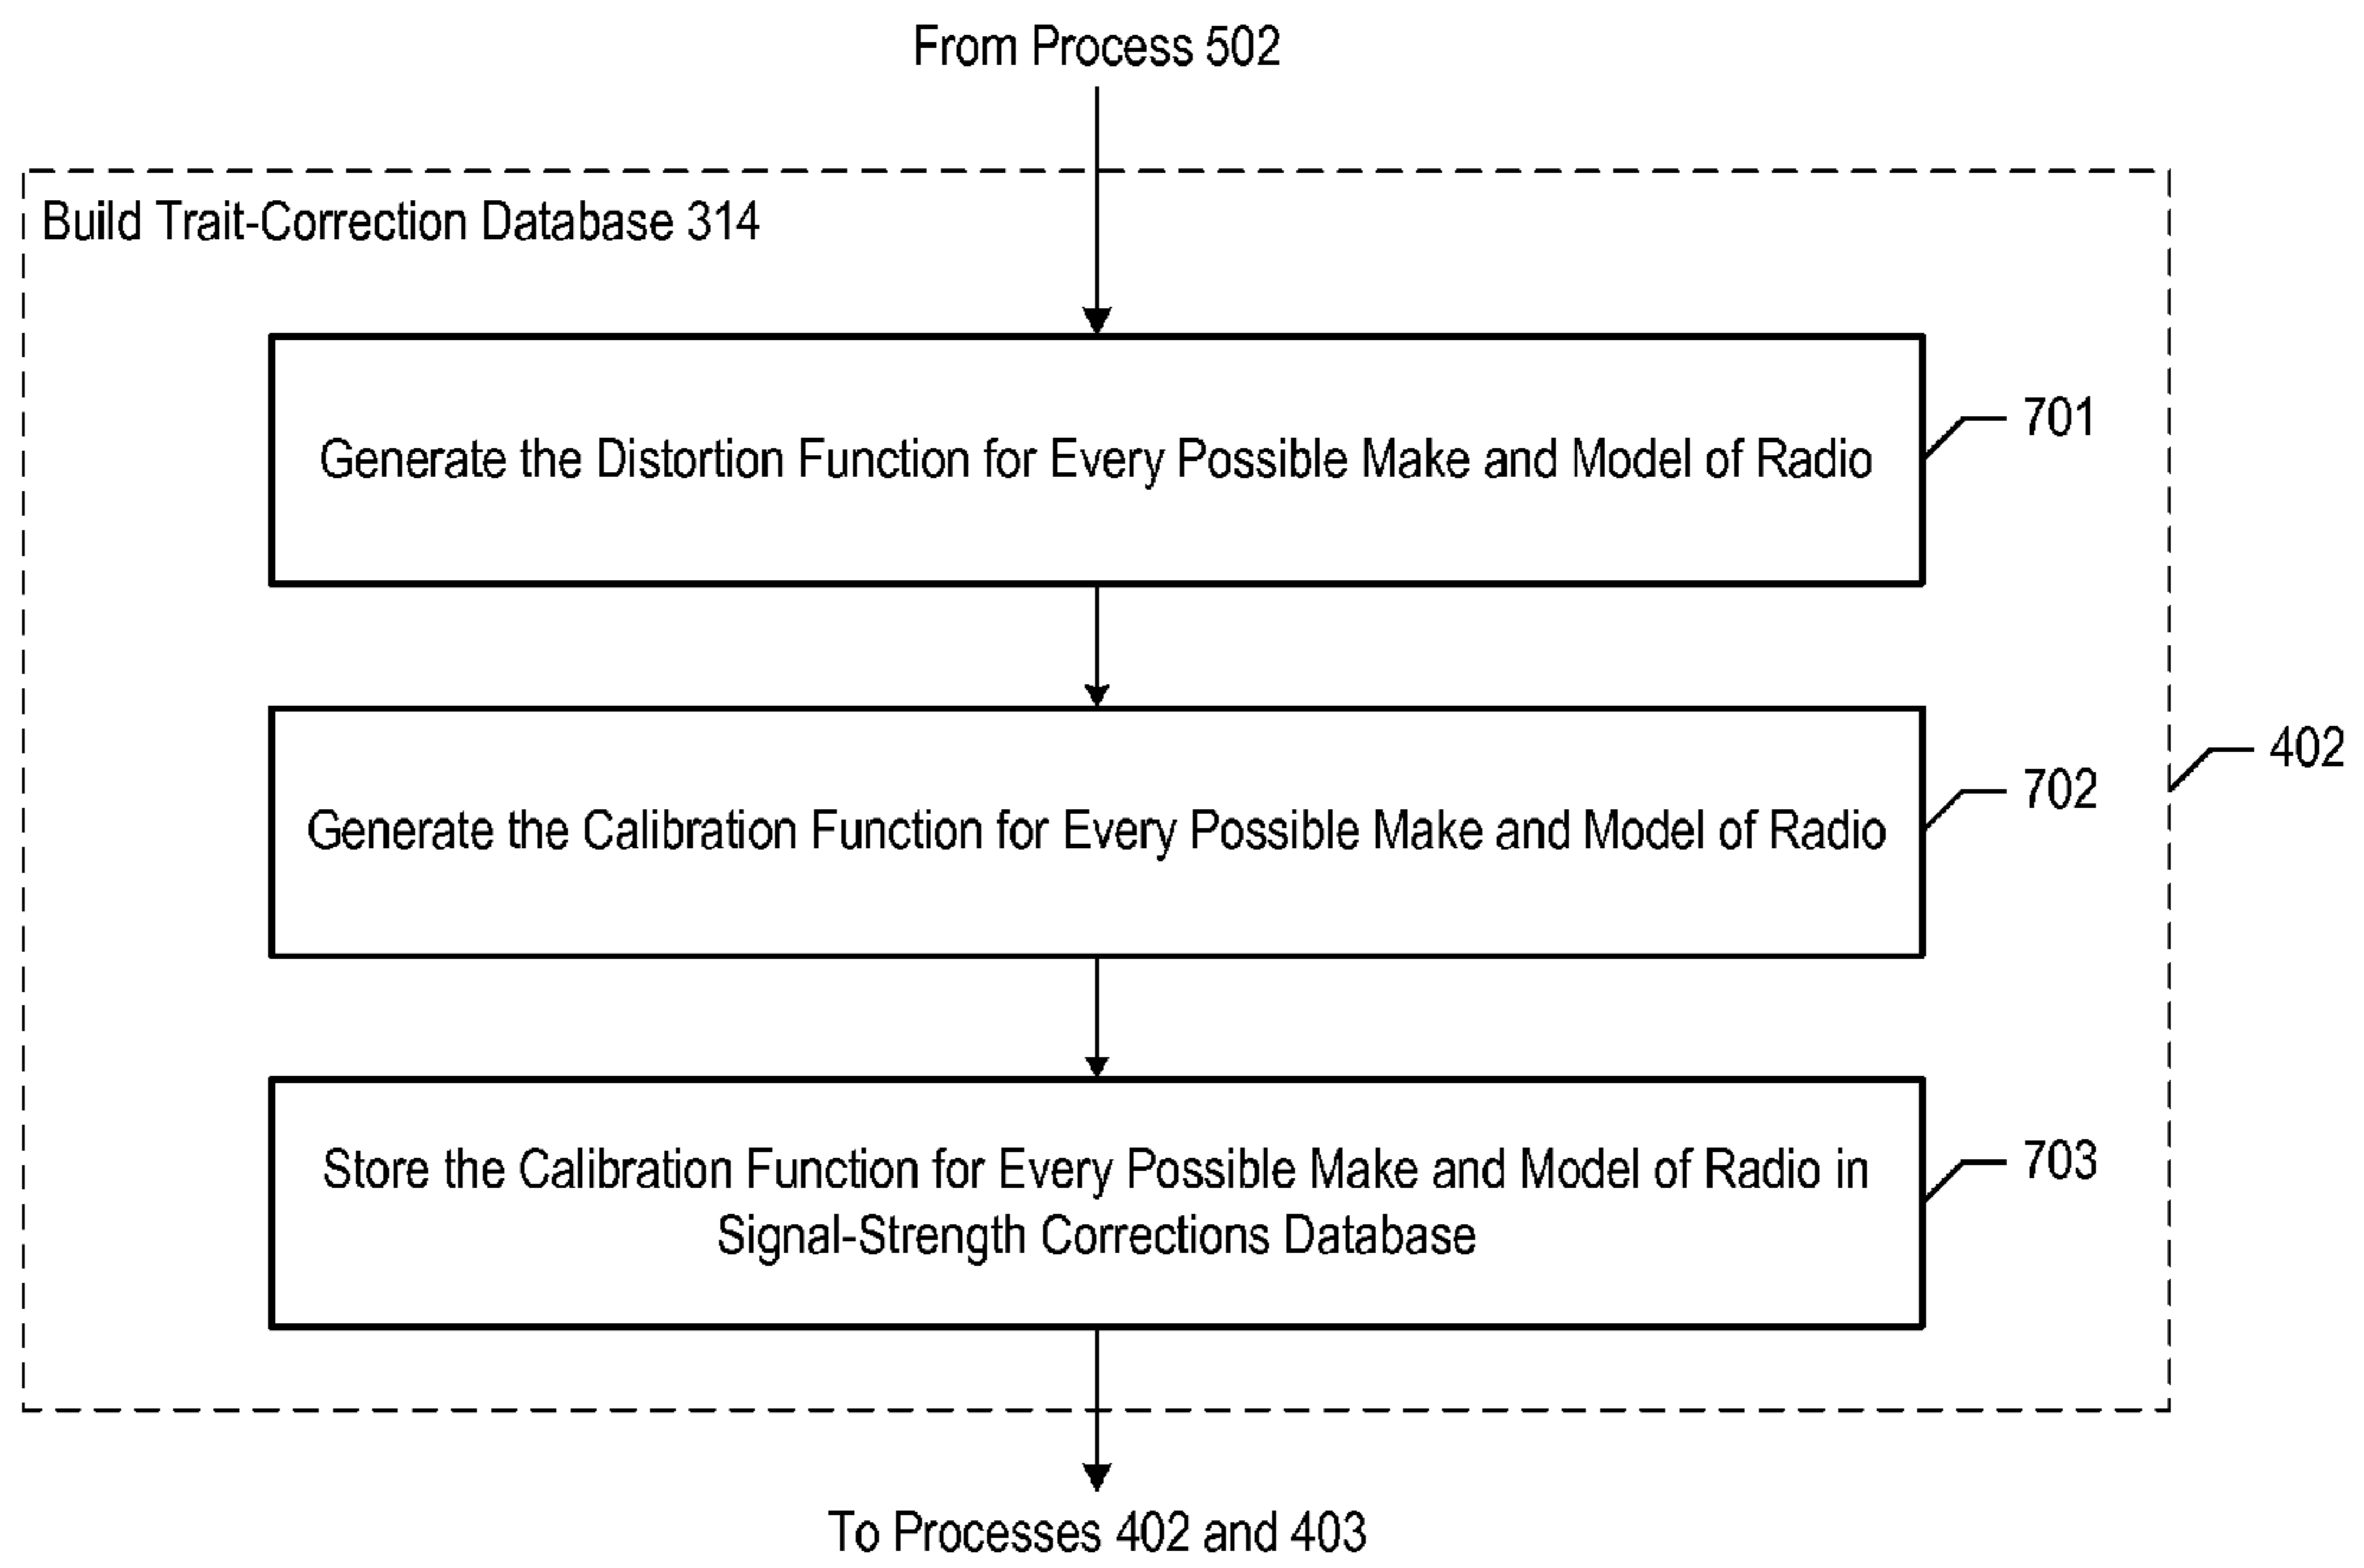 From Process 502
Build Trait-Correction Database 314
Generate the Distortion Function for Every Possible Make and Model of Radio
701
Generate the Calibration Function for Every Possible Make and Model of Radio
702
402
Store the Calibration Function for Every Possible Make and Model of Radio in
Signal-Strength Corrections Database
703
To Processes 402 and 403